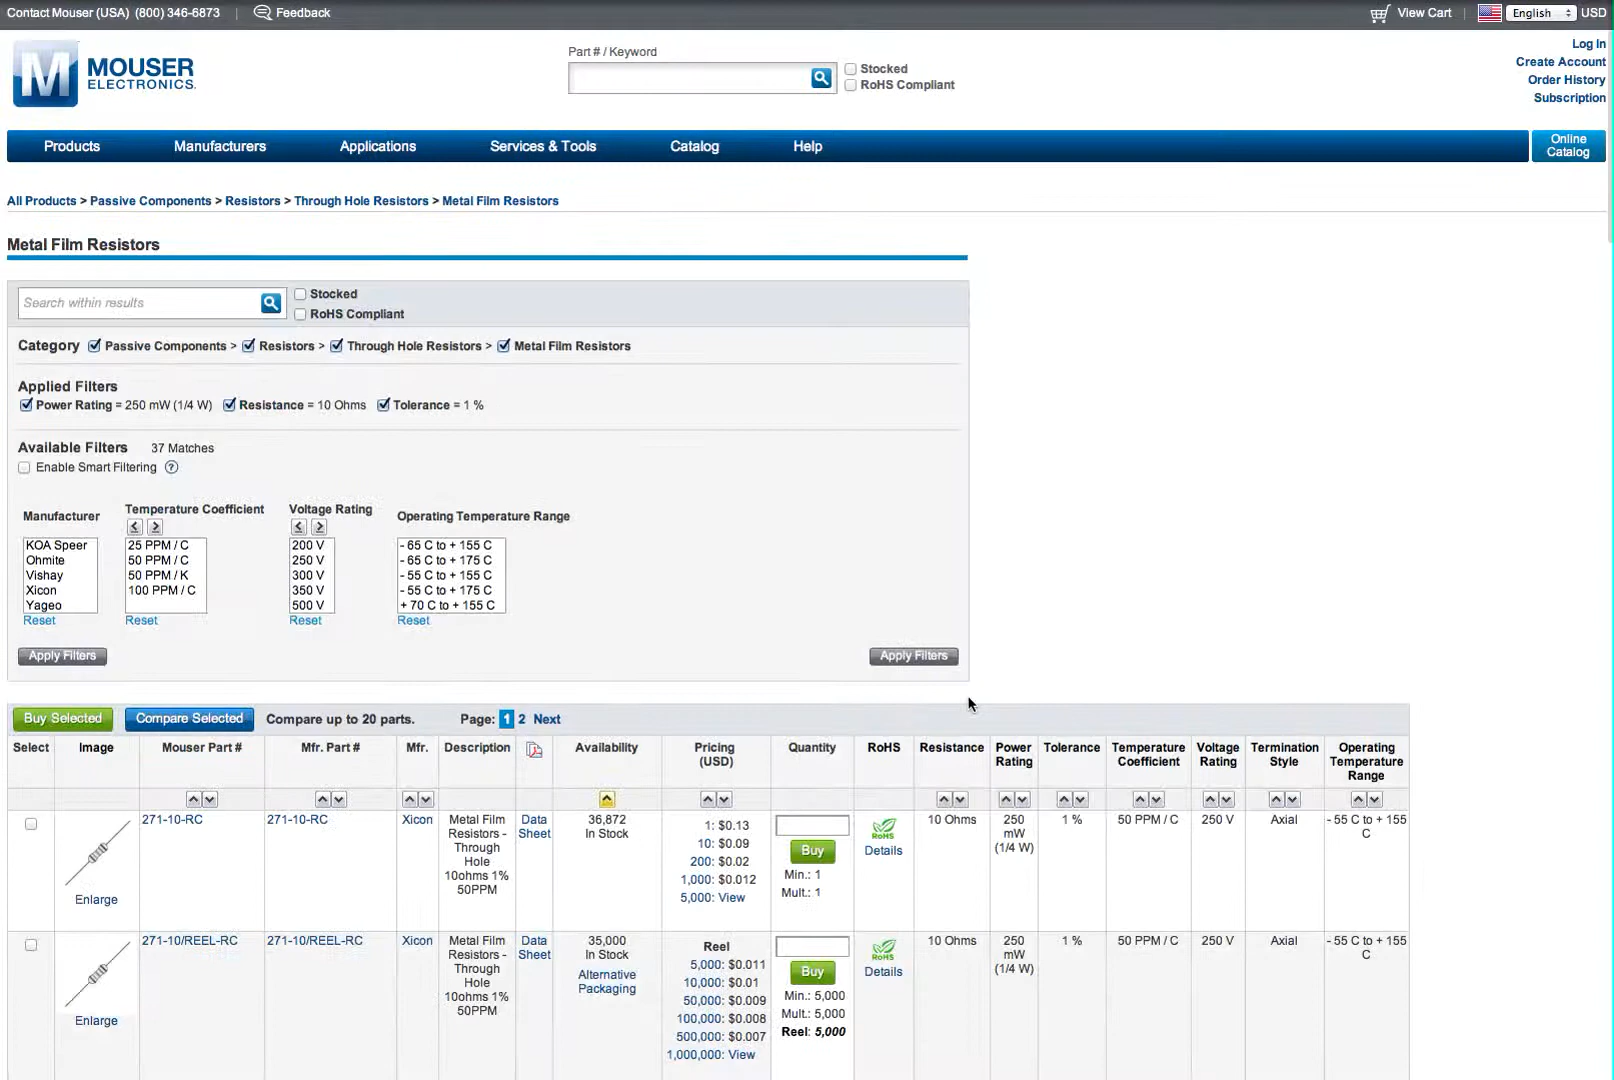 Contact Mouser (USA) (800) 346-6873 | Feedback
View Cart | English USD
Log In
Create Account
Order History
Subscription
MOUSER
ELECTRONICS.
Part # / Keyword
Stocked
RoHS Compliant
Products Manufacturers Applications Services & Tools Catalog Help
Online
Catalog
All Products > Passive Components > Resistors > Through Hole Resistors > Metal Film Resistors
Metal Film Resistors
Search within results
Stocked
RoHS Compliant
Category Passive Components > Resistors > Through Hole Resistors > Metal Film Resistors
Applied Filters
Power Rating = 250 mW (1/4 W) Resistance = 10 Ohms Tolerance = 1 %
Available Filters 37 Matches
Enable Smart Filtering ?
Manufacturer
KOA Speer
Ohmite
Vishay
Xicon
Yageo
Reset
Temperature Coefficient
< >
25 PPM / C
50 PPM / C
50 PPM / K
100 PPM / C
Reset
Voltage Rating
< >
200 V
250 V
300 V
350 V
500 V
Reset
Operating Temperature Range
- 65 C to + 155 C
- 65 C to + 175 C
- 55 C to + 155 C
- 55 C to + 175 C
+ 70 C to + 155 C
Reset
Apply Filters
Apply Filters
Buy Selected Compare Selected Compare up to 20 parts. Page: 1 2 Next
Select
Image
Mouser Part #
Mfr. Part #
Mfr.
Description
Availability
Pricing
(USD)
Quantity
RoHS
Resistance
Power
Rating
Tolerance
Temperature
Coefficient
Voltage
Rating
Termination
Style
Operating
Temperature
Range
Enlarge
271-10-RC
271-10-RC
Xicon
Metal Film
Resistors -
Through
Hole
10ohms 1%
50PPM
Data
Sheet
36,872
In Stock
1: $0.13
10: $0.09
200: $0.02
1,000: $0.012
5,000: View
Buy
Min.: 1
Mult.: 1
RoHS
Details
10 Ohms
250
mW
(1/4 W)
1 %
50 PPM / C
250 V
Axial
- 55 C to + 155
C
Enlarge
271-10/REEL-RC
271-10/REEL-RC
Xicon
Metal Film
Resistors -
Through
Hole
10ohms 1%
50PPM
Data
Sheet
35,000
In Stock
Alternative
Packaging
Reel
5,000: $0.011
10,000: $0.01
50,000: $0.009
100,000: $0.008
500,000: $0.007
1,000,000: View
Buy
Min.: 5,000
Mult.: 5,000
Reel: 5,000
RoHS
Details
10 Ohms
250
mW
(1/4 W)
1 %
50 PPM / C
250 V
Axial
- 55 C to + 155
C